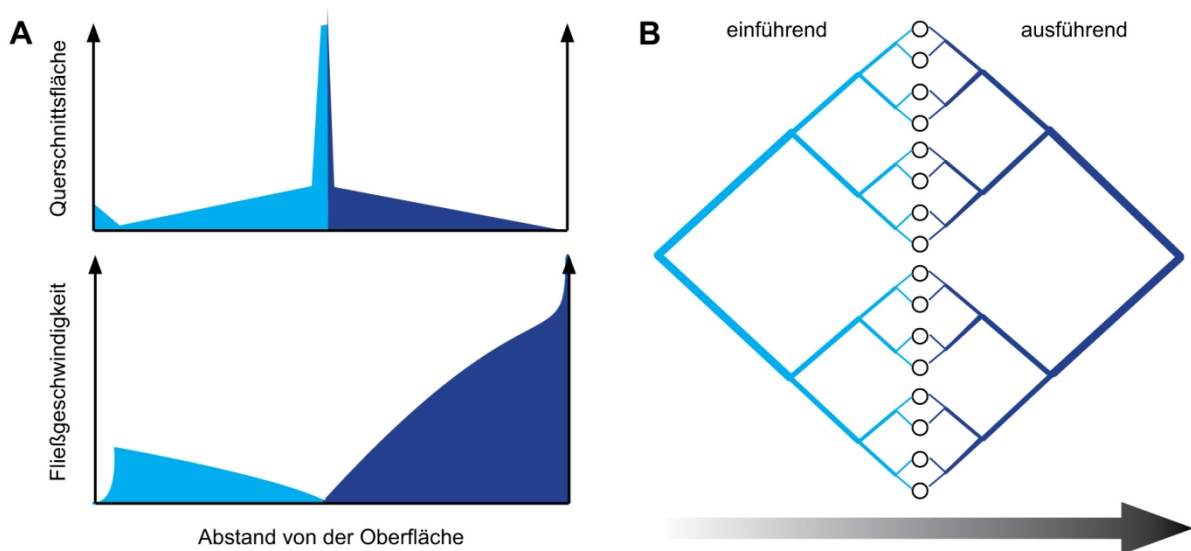 A
Querschnittsfläche
Fließgeschwindigkeit
Abstand von der Oberfläche
B
einführend
ausführend